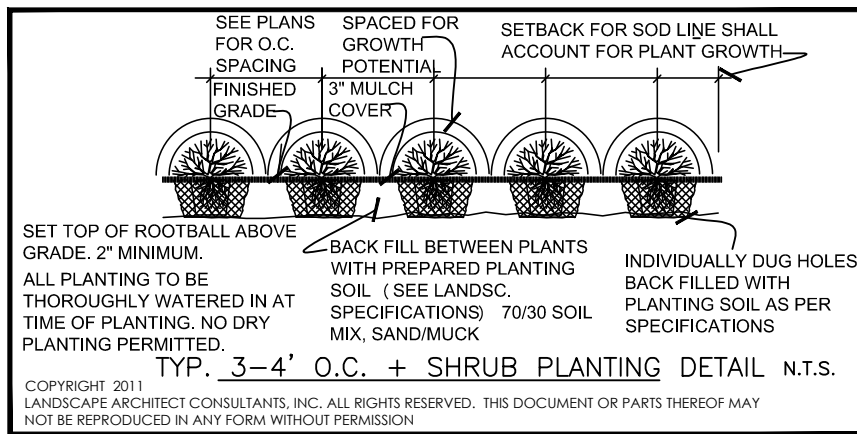 SEE PLANS
FOR O.C.
SPACING
FINISHED
GRADE
SPACED FOR
GROWTH
POTENTIAL
3" MULCH
COVER
SETBACK FOR SOD LINE SHALL
ACCOUNT FOR PLANT GROWTH
SET TOP OF ROOTBALL ABOVE
GRADE. 2" MINIMUM.
ALL PLANTING TO BE
THOROUGHLY WATERED IN AT
TIME OF PLANTING. NO DRY
PLANTING PERMITTED.
BACK FILL BETWEEN PLANTS
WITH PREPARED PLANTING
SOIL (SEE LANDSC.
SPECIFICATIONS) 70/30 SOIL
MIX, SAND/MUCK
INDIVIDUALLY DUG HOLES
BACK FILLED WITH
PLANTING SOIL AS PER
SPECIFICATIONS
TYP. 3-4' O.C. + SHRUB PLANTING DETAIL N.T.S.
COPYRIGHT 2011
LANDSCAPE ARCHITECT CONSULTANTS, INC. ALL RIGHTS RESERVED. THIS DOCUMENT OR PARTS THEREOF MAY
NOT BE REPRODUCED IN ANY FORM WITHOUT PERMISSION